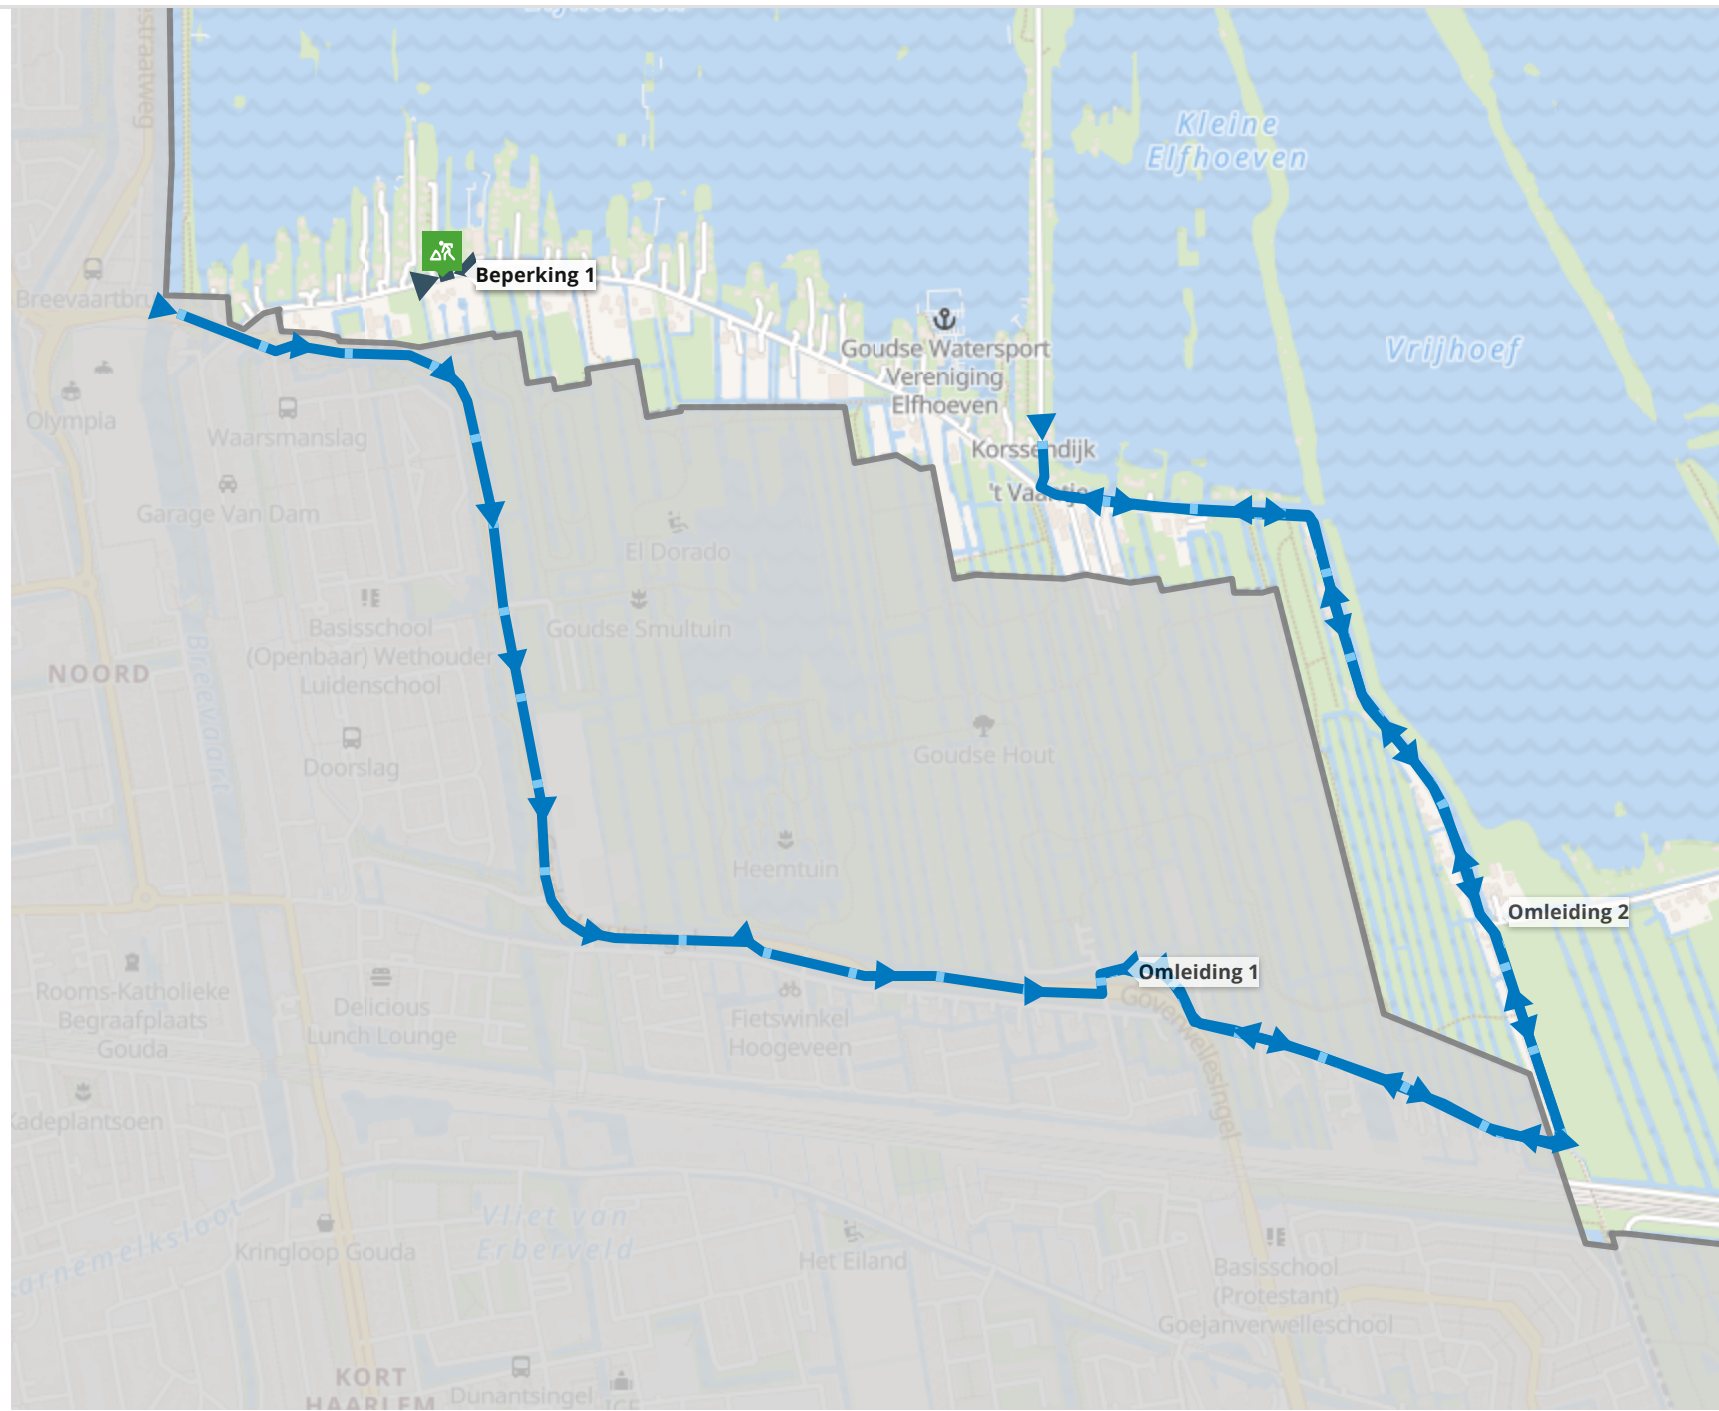 Kleine
Elfhoeven
Beperking 1
Breevaartbru
Goudse Watersport
Vereniging
Elfhoeven
Vrijhoef
Olympia
Waarsmanslag
Korssendijk
't Vaantje
Garage Van Dam
El Dorado
Basisschool
(Openbaar) Wethouder
Luidenschool
Goudse Smultuin
NOORD
Breevaart
Doorslag
Goudse Hout
Heemtuin
Omleiding 2
Omleiding 1
Rooms-Katholieke
Begraafplaats
Gouda
Delicious
Lunch Lounge
Fietswinkel
Hoogeveen
Goverwellesingel
Kadeplantsoen
Vliet van
Erberveld
Kringloop Gouda
Het Eiland
Basisschool
(Protestant)
Goejanverwelleschool
KORT
HAARLEM
Dunantsingel